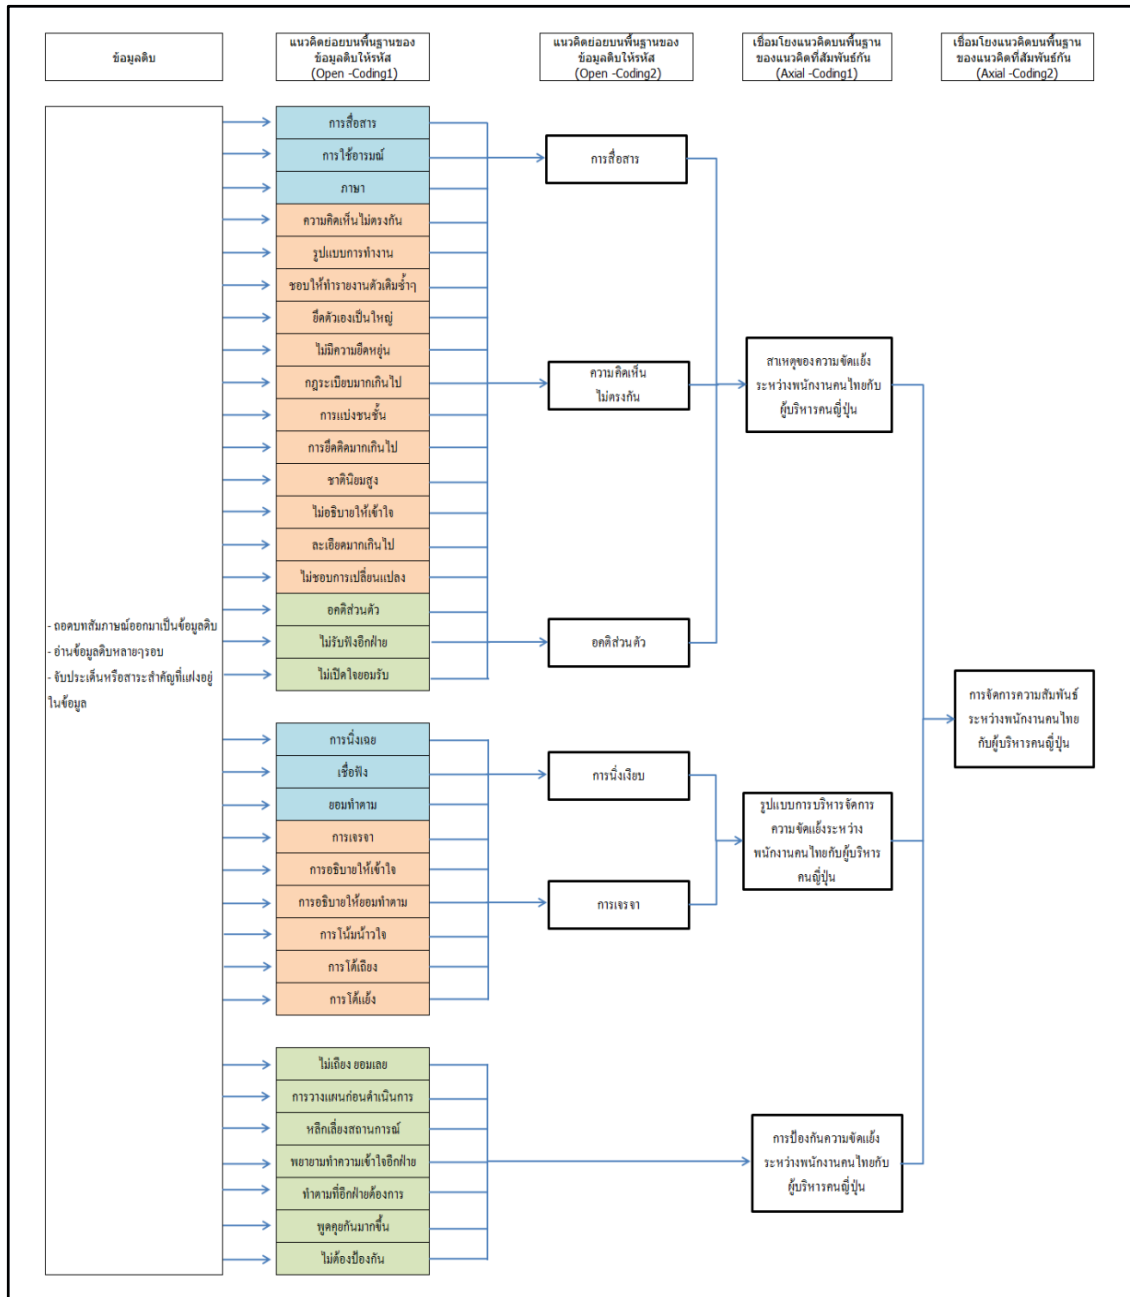 ข้อมูลดิบ
แนวคิดย่อยบนพื้นฐานของ
ข้อมูลดิบให้รหัส
(Open -Coding1)
แนวคิดย่อยบนพื้นฐานของ
ข้อมูลดิบให้รหัส
(Open -Coding2)
เชื่อมโยงแนวคิดบนพื้นฐาน
ของแนวคิดที่สัมพันธ์กัน
(Axial -Coding1)
เชื่อมโยงแนวคิดบนพื้นฐาน
ของแนวคิดที่สัมพันธ์กัน
(Axial -Coding2)
- ถอดบทสัมภาษณ์ออกมาเป็นข้อมูลดิบ
- อ่านข้อมูลดิบหลายๆรอบ
- จับประเด็นหรือสาระสำคัญที่แฝงอยู่
ในข้อมูล
การสื่อสาร
การใช้อารมณ์
ภาษา
ความคิดเห็นไม่ตรงกัน
รูปแบบการทำงาน
ชอบให้ทำรายงานตัวเดิมซ้ำๆ
ยึดตัวเองเป็นใหญ่
ไม่มีความยืดหยุ่น
กฎระเบียบมากเกินไป
การแบ่งชนชั้น
การยึดติดมากเกินไป
ชาตินิยมสูง
ไม่อธิบายให้เข้าใจ
ละเอียดมากเกินไป
ไม่ชอบการเปลี่ยนแปลง
อคติส่วนตัว
ไม่รับฟังอีกฝ่าย
ไม่เปิดใจยอมรับ
การนิ่งเฉย
เชื่อฟัง
ยอมทำตาม
การเจรจา
การอธิบายให้เข้าใจ
การอธิบายให้ยอมทำตาม
การโน้มน้าวใจ
การโต้เถียง
การโต้แย้ง
ไม่เถียง ยอมเลย
การวางแผนก่อนดำเนินการ
หลีกเลี่ยงสถานการณ์
พยายามทำความเข้าใจอีกฝ่าย
ทำตามที่อีกฝ่ายต้องการ
พูดคุยกันมากขึ้น
ไม่ต้องป้องกัน
การสื่อสาร
ความคิดเห็น
ไม่ตรงกัน
อคติส่วนตัว
การนิ่งเงียบ
การเจรจา
สาเหตุของความขัดแย้ง
ระหว่างพนักงานคนไทยกับ
ผู้บริหารคนญี่ปุ่น
รูปแบบการบริหารจัดการ
ความขัดแย้งระหว่าง
พนักงานคนไทยกับผู้บริหาร
คนญี่ปุ่น
การป้องกันความขัดแย้ง
ระหว่างพนักงานคนไทยกับ
ผู้บริหารคนญี่ปุ่น
การจัดการความสัมพันธ์
ระหว่างพนักงานคนไทย
กับผู้บริหารคนญี่ปุ่น